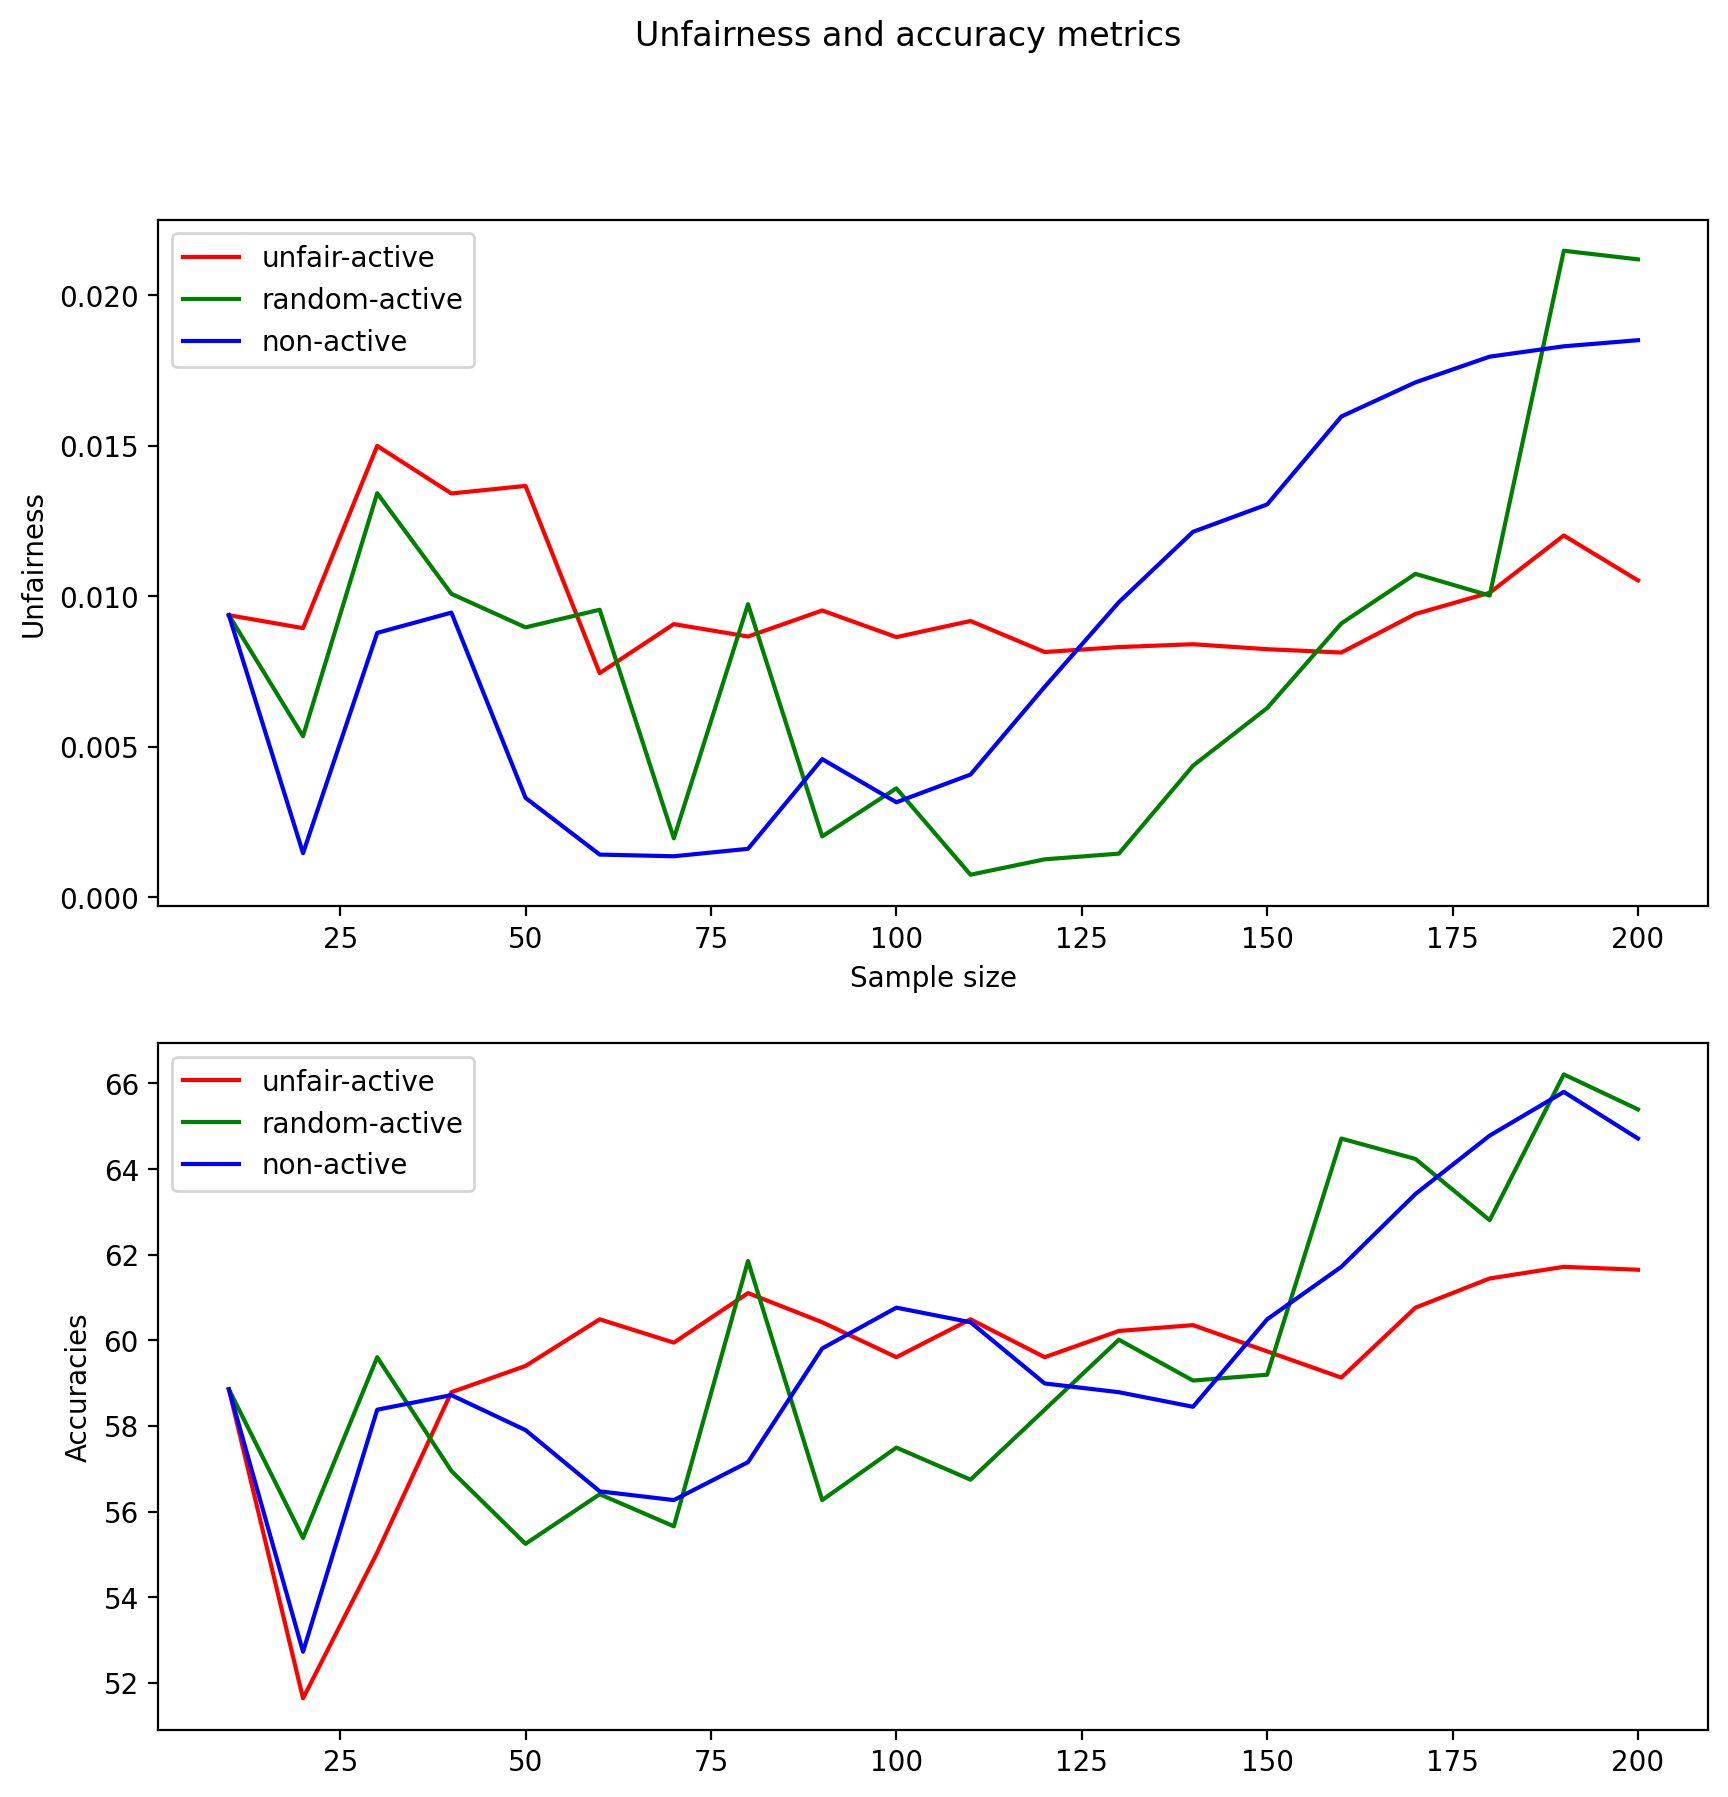 Unfairness and accuracy metrics
unfair-active
random-active
non-active
Unfairness
0.020
0.015
0.010
0.005
0.000
25 50 75 100 125 150 175 200
Sample size
unfair-active
random-active
non-active
Accuracies
66
64
62
60
58
56
54
52
25 50 75 100 125 150 175 200